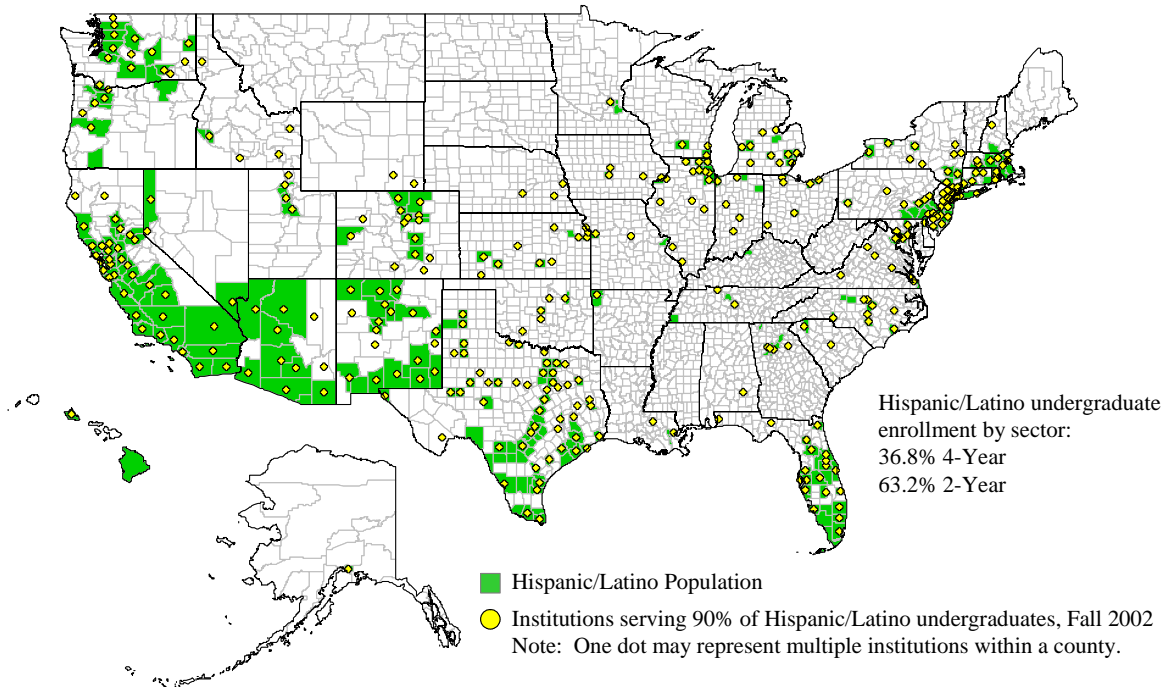 Hispanic/Latino undergraduate
enrollment by sector:
36.8% 4-Year
63.2% 2-Year
Hispanic/Latino Population
Institutions serving 90% of Hispanic/Latino undergraduates, Fall 2002
Note: One dot may represent multiple institutions within a county.